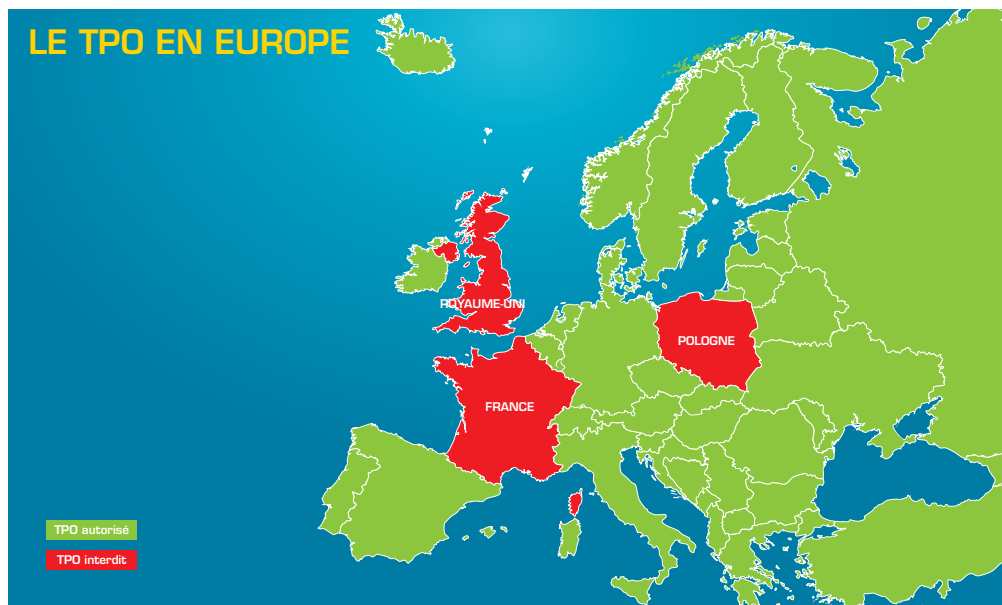 LE TPO EN EUROPE
ROYAUME-UNI
POLOGNE
FRANCE
TPO autorisé
TPO interdit